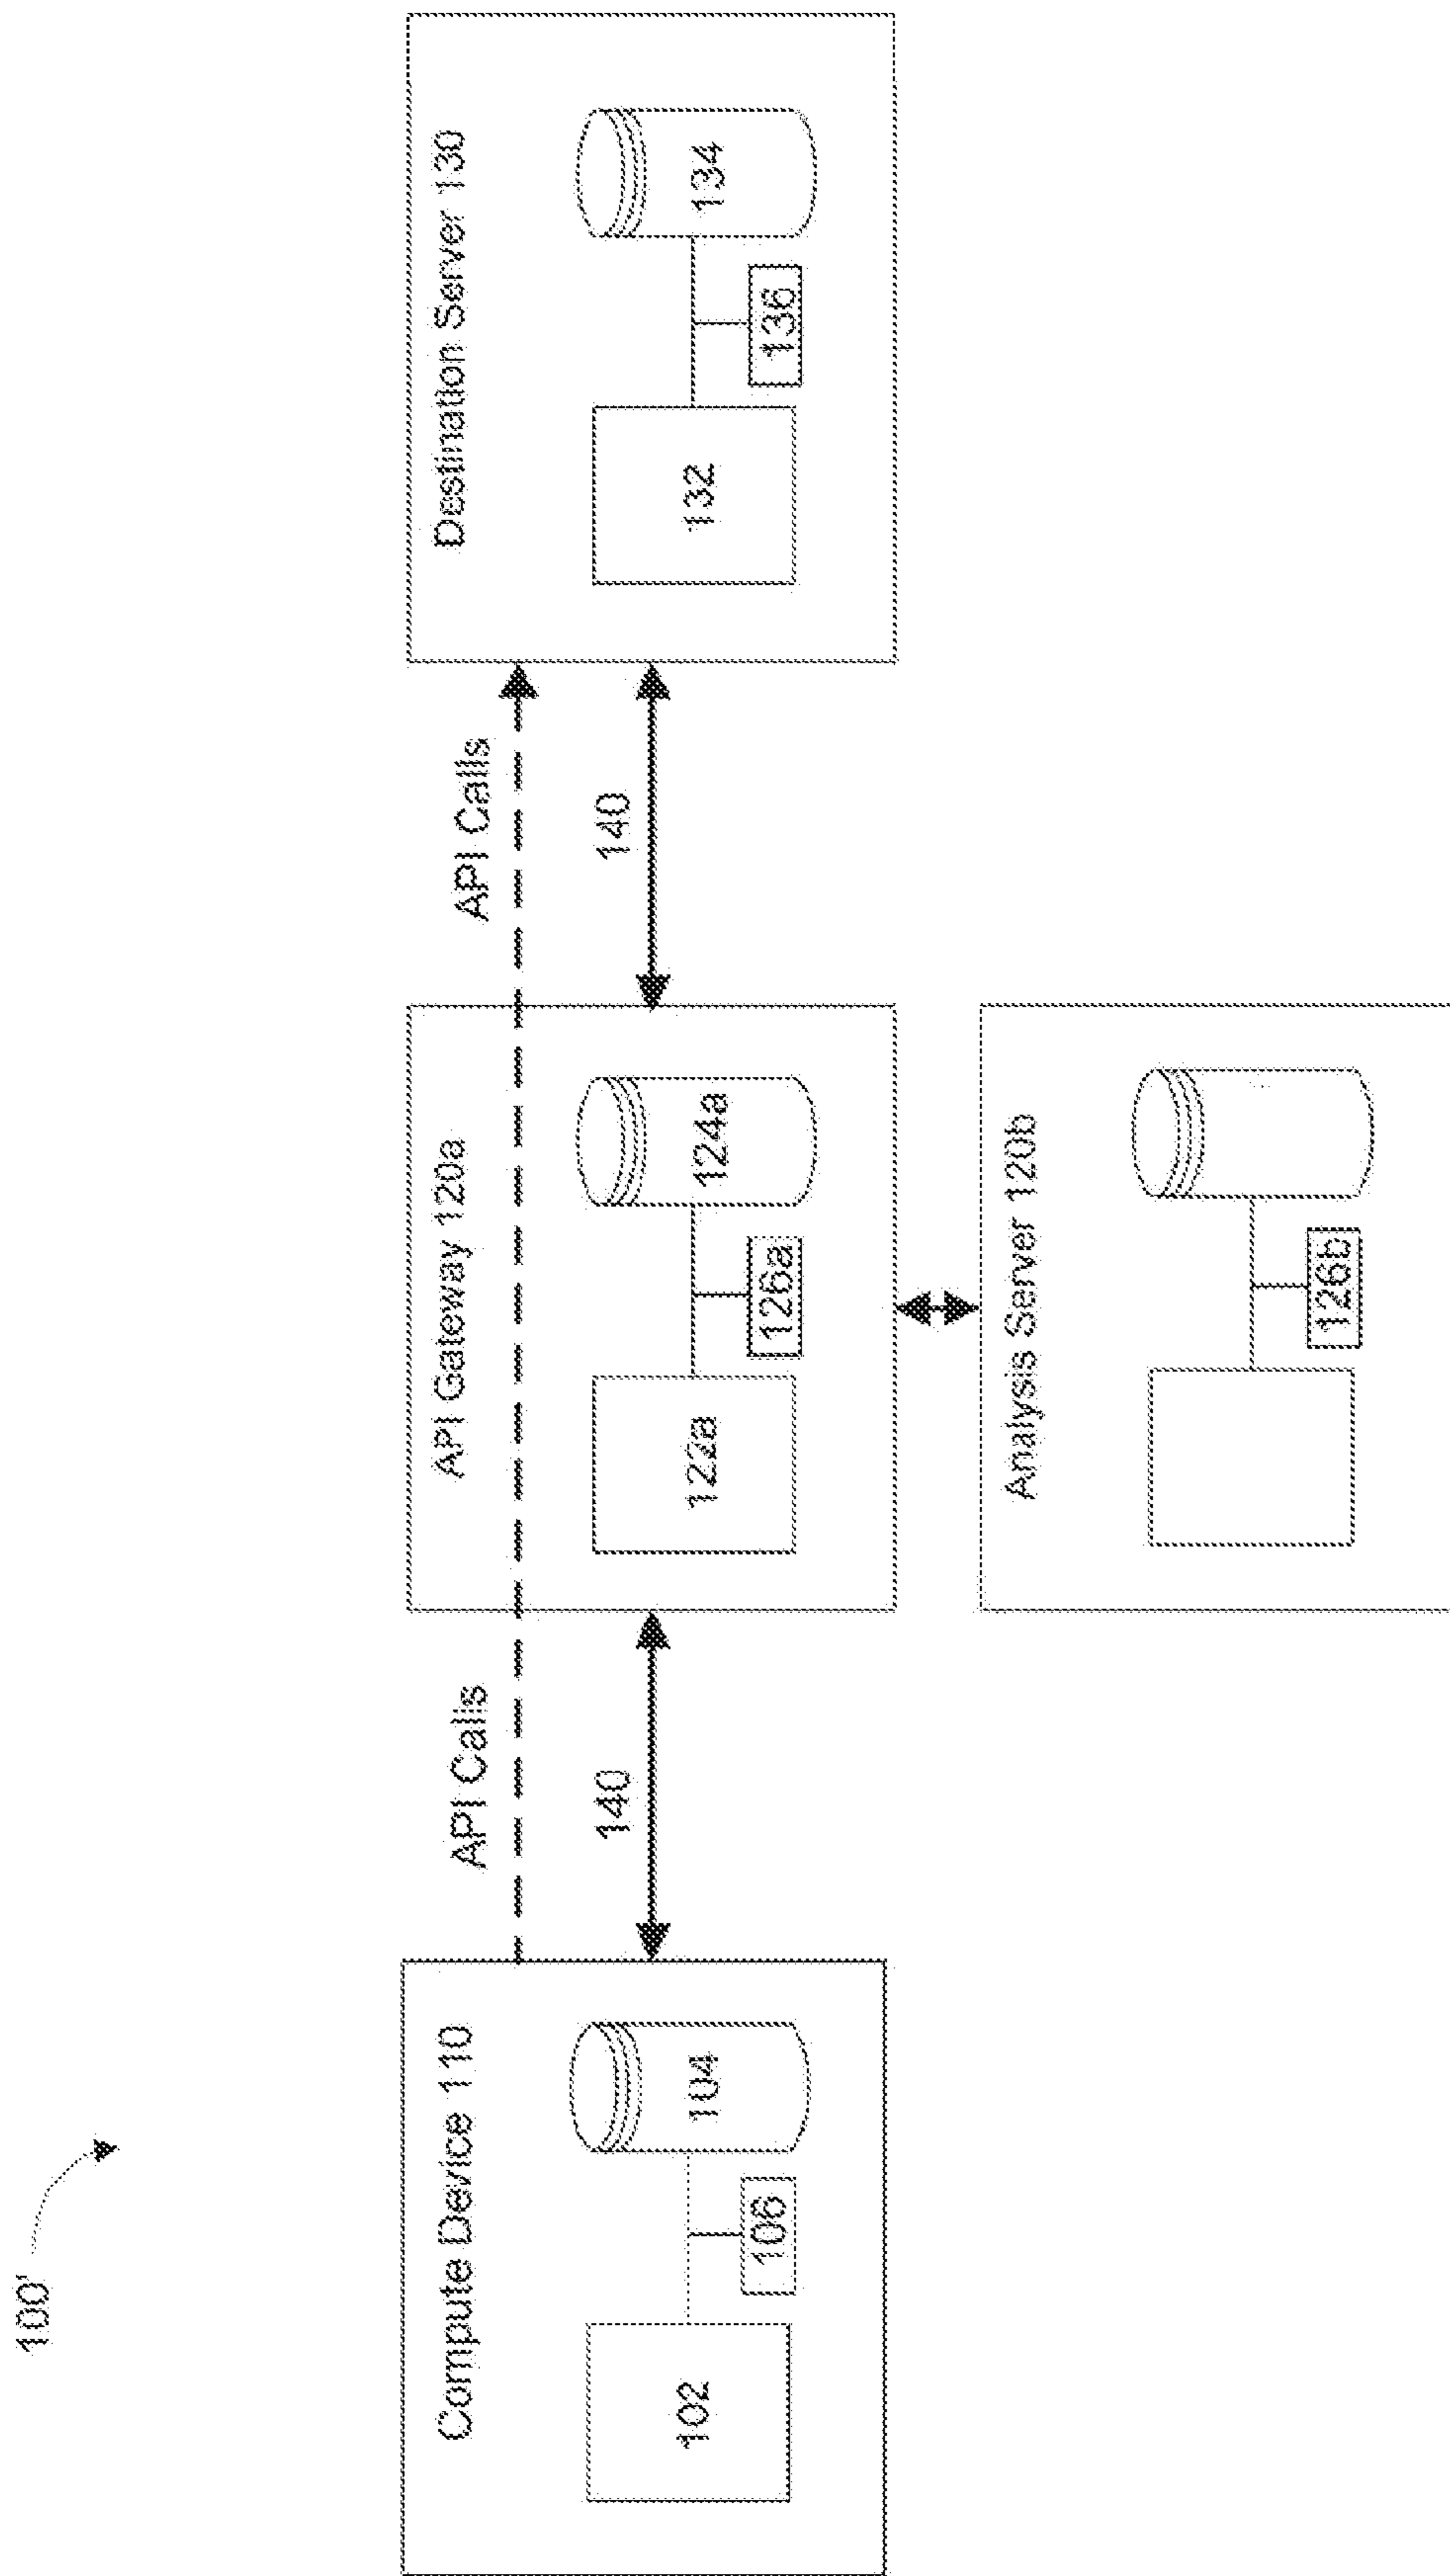 100'
Compute Device 110
102
106
104
API Calls
140
API Gateway 120a
122a
126a
124a
API Calls
140
Destination Server 130
132
136
134
Analysis Server 120b
126b